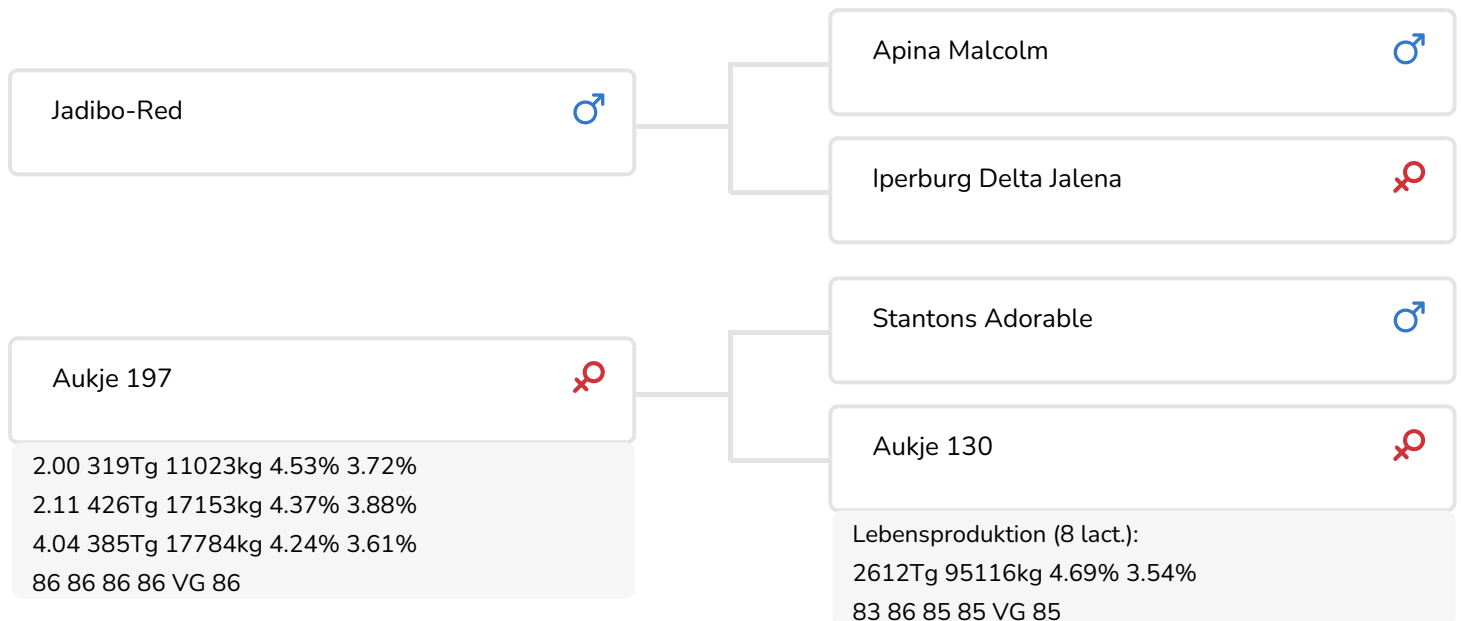 Jadibo-Red
Apina Malcolm
Iperburg Delta Jalena
Aukje 197
2.00 319Tg 11023kg 4.53% 3.72%
2.11 426Tg 17153kg 4.37% 3.88%
4.04 385Tg 17784kg 4.24% 3.61%
86 86 86 86 VG 86
Stantons Adorable
Aukje 130
Lebensproduktion (8 lact.):
2612Tg 95116kg 4.69% 3.54%
83 86 85 85 VG 85